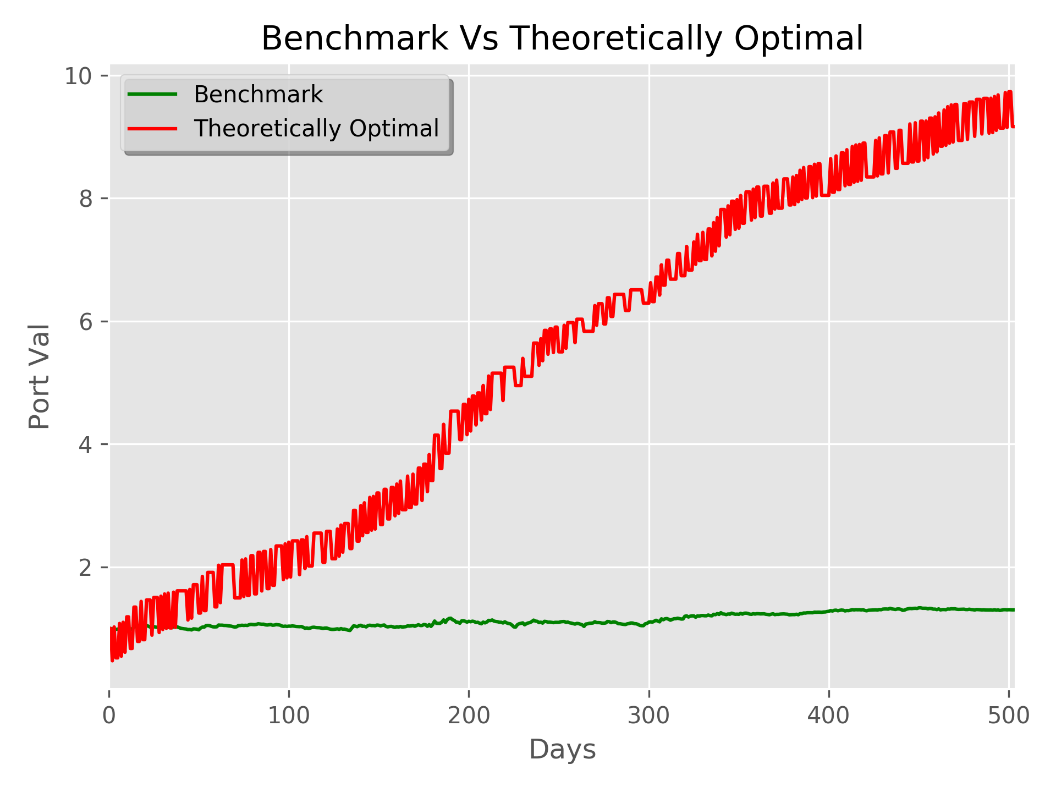 Benchmark Vs Theoretically Optimal
Benchmark
Theoretically Optimal
Port Val
10
8
6
4
2
0 100 200 300 400 500
Days